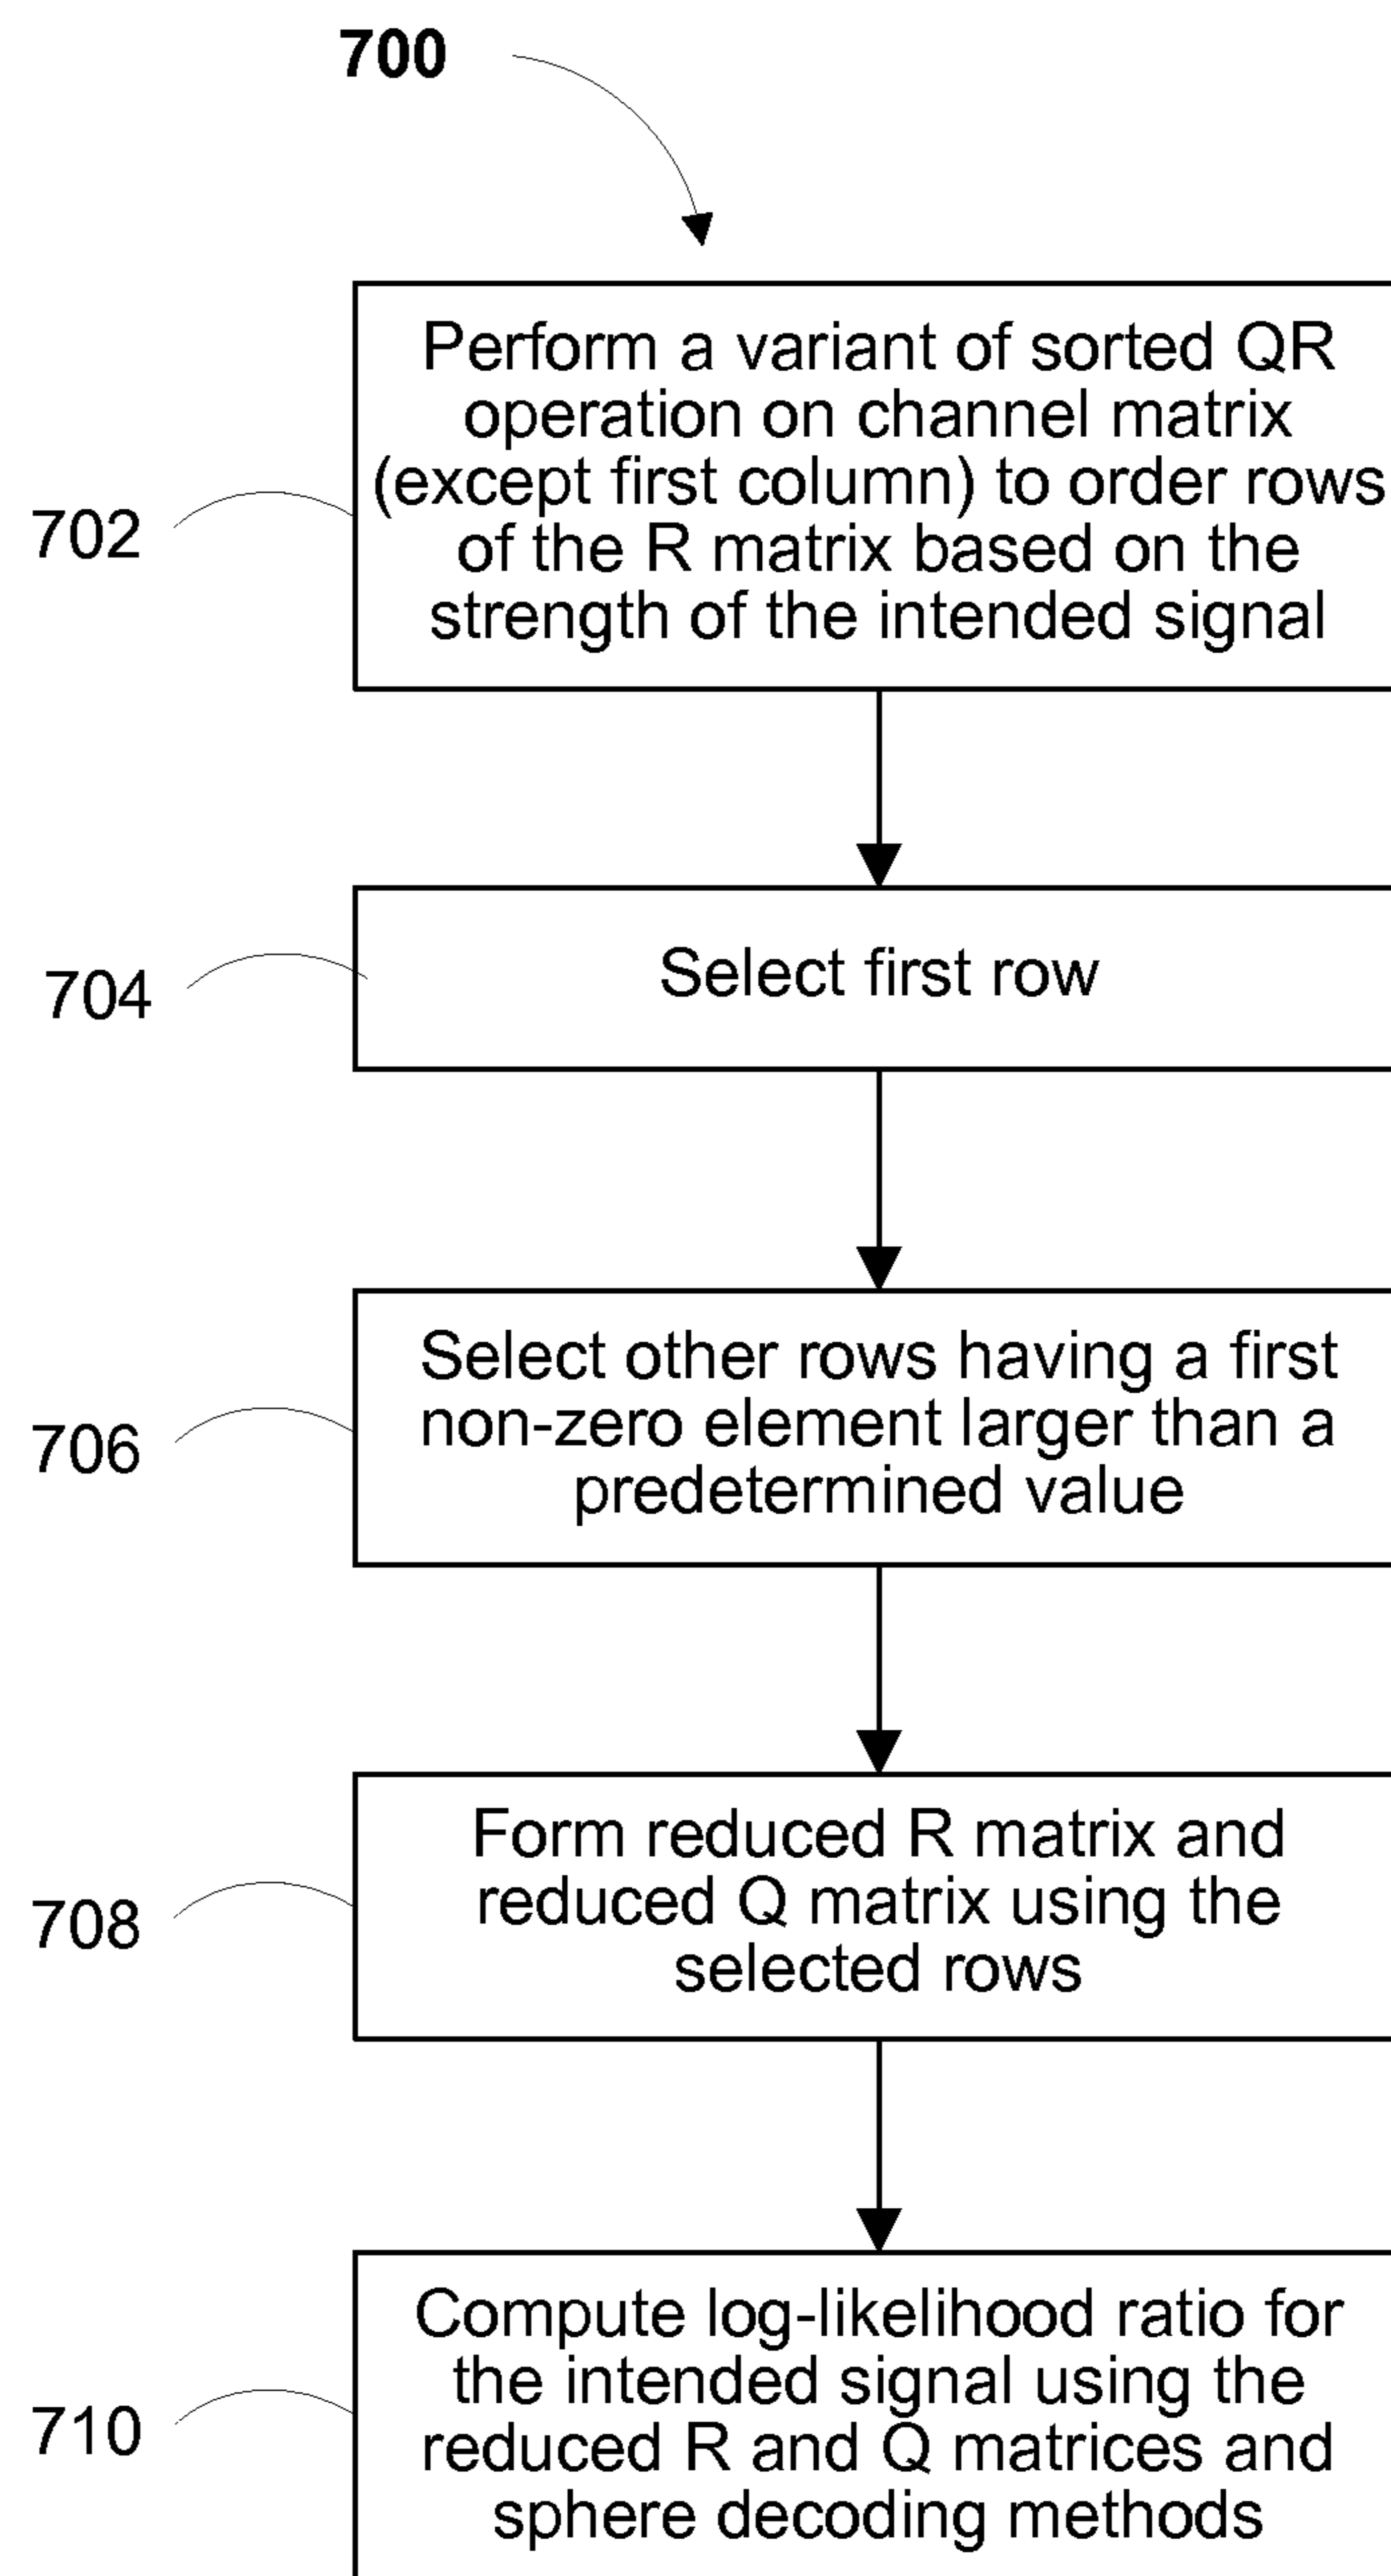 700
Perform a variant of sorted QR
operation on channel matrix
(except first column) to order rows
of the R matrix based on the
strength of the intended signal
702
Select first row
704
Select other rows having a first
non-zero element larger than a
predetermined value
706
Form reduced R matrix and
reduced Q matrix using the
selected rows
708
Compute log-likelihood ratio for
the intended signal using the
reduced R and Q matrices and
sphere decoding methods
710